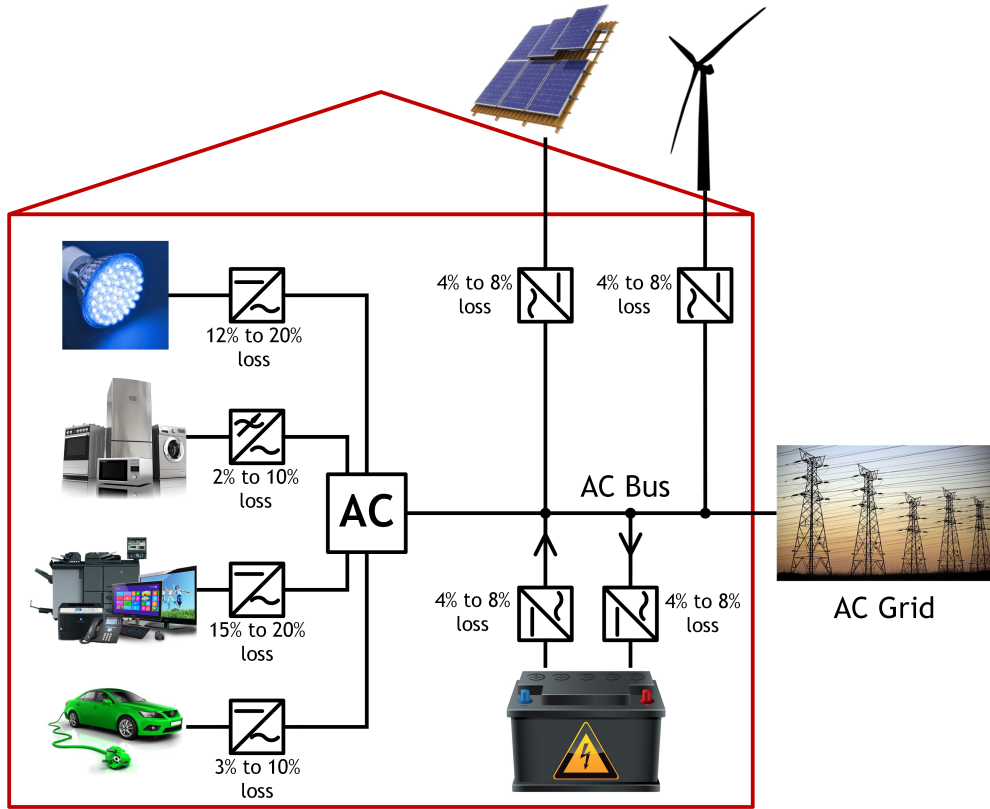 4% to 8%
loss
4% to 8%
loss
12% to 20%
loss
2% to 10%
loss
AC
AC Bus
15% to 20%
loss
4% to 8%
loss
4% to 8%
loss
AC Grid
3% to 10%
loss